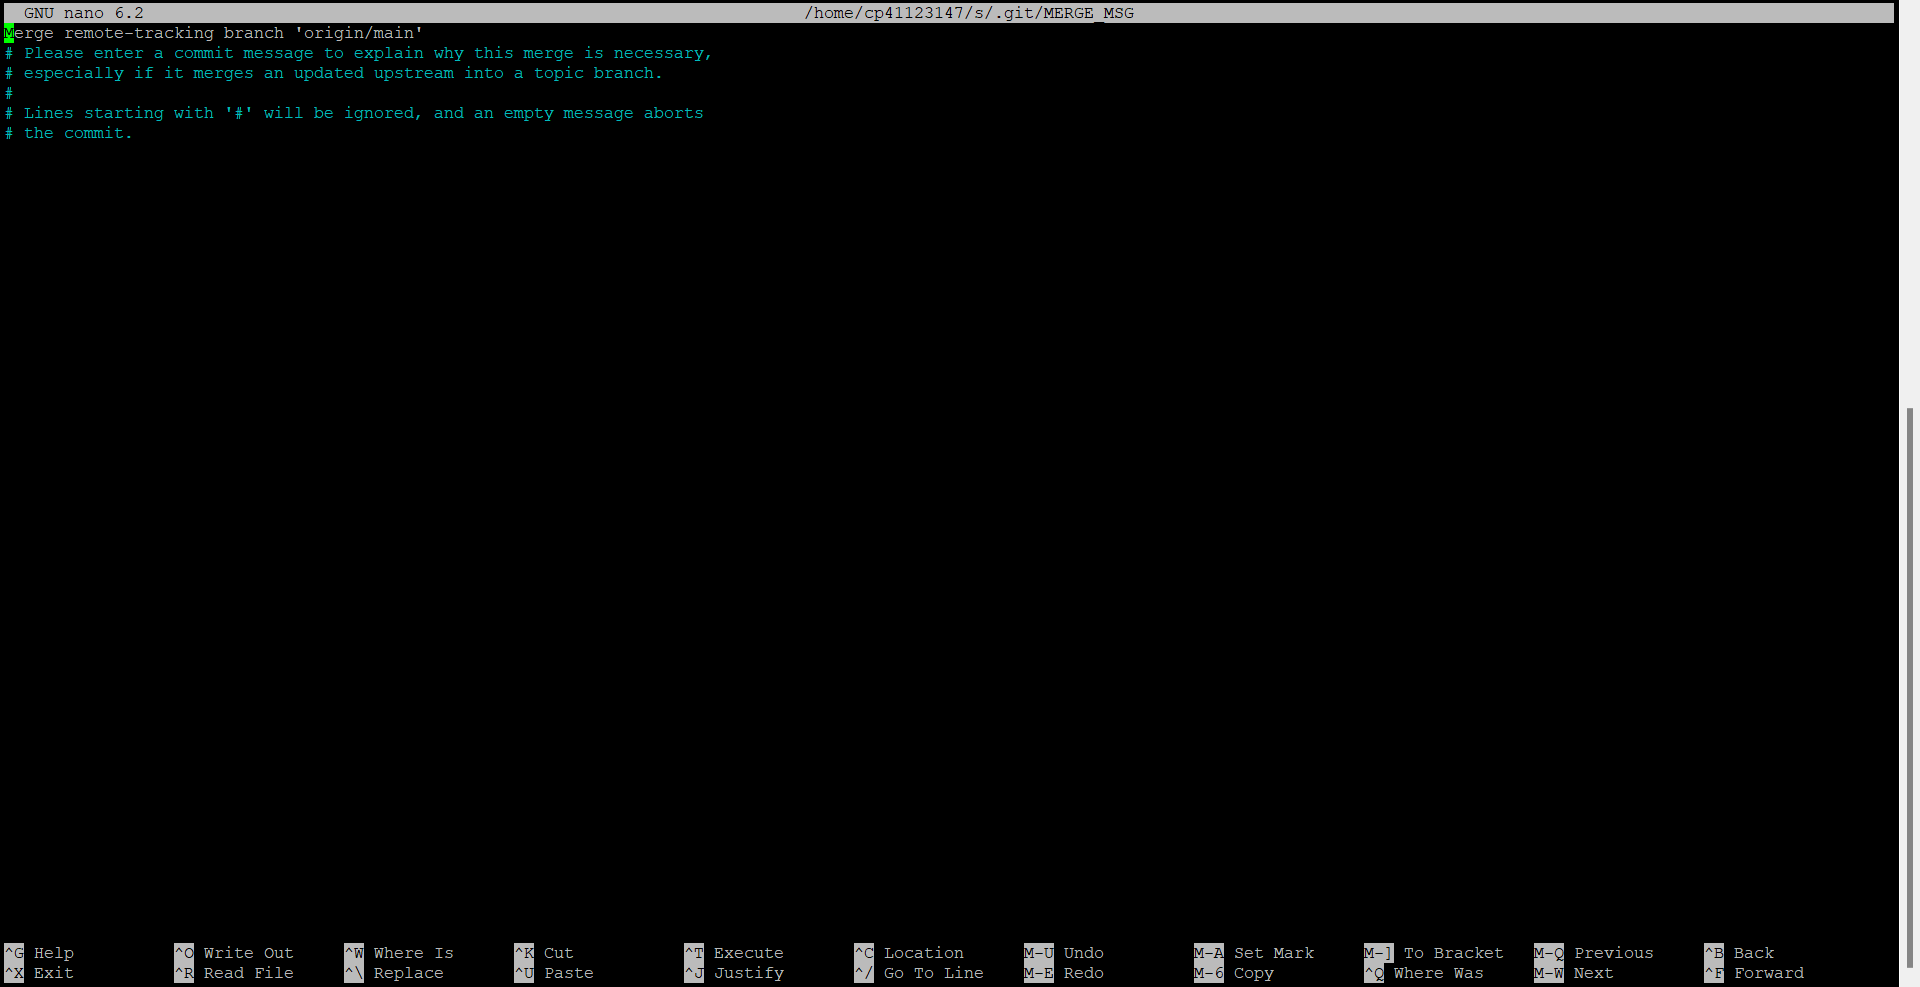 GNU nano 6.2 /home/cp41123147/s/.git/MERGE_MSG
Merge remote-tracking branch 'origin/main'
# Please enter a commit message to explain why this merge is necessary,
# especially if it merges an updated upstream into a topic branch.
#
# Lines starting with '#' will be ignored, and an empty message aborts
# the commit.
^G Help ^O Write Out ^W Where Is ^K Cut ^T Execute ^C Location M-U Undo M-A Set Mark M-] To Bracket M-Q Previous ^B Back
^X Exit ^R Read File ^\ Replace ^U Paste ^J Justify ^/ Go To Line M-E Redo M-6 Copy ^Q Where Was M-W Next ^F Forward